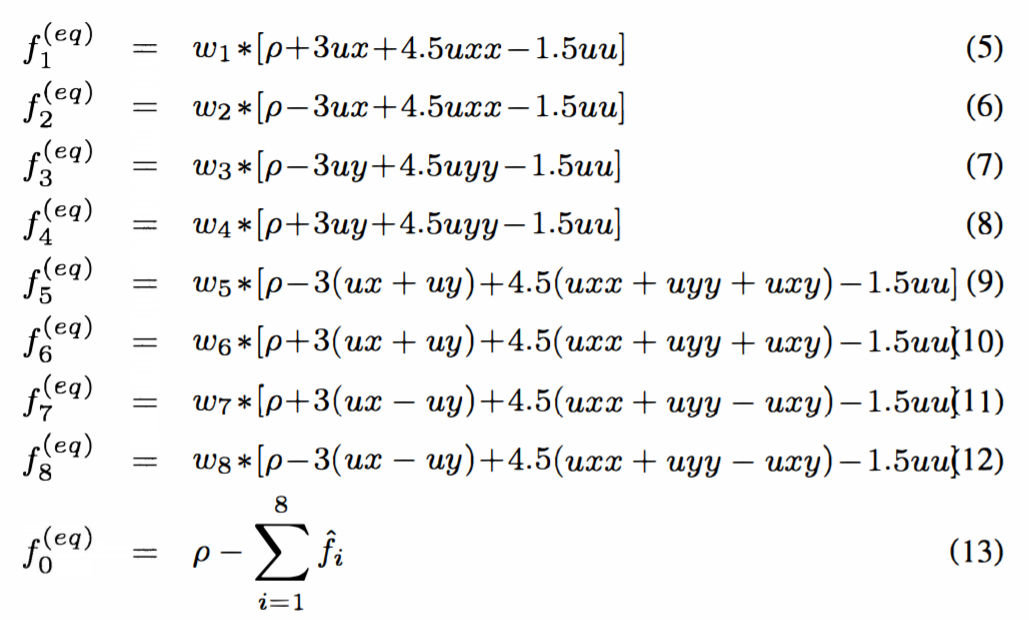 f_1^{(eq)} = w_1*[ρ+3ux+4.5uxx−1.5uu] (5)
f_2^{(eq)} = w_2*[ρ−3ux+4.5uxx−1.5uu] (6)
f_3^{(eq)} = w_3*[ρ−3uy+4.5uyy−1.5uu] (7)
f_4^{(eq)} = w_4*[ρ+3uy+4.5uyy−1.5uu] (8)
f_5^{(eq)} = w_5*[ρ−3(ux + uy)+4.5(uxx + uyy + uxy)−1.5uu] (9)
f_6^{(eq)} = w_6*[ρ+3(ux + uy)+4.5(uxx + uyy + uxy)−1.5uu](10)
f_7^{(eq)} = w_7*[ρ+3(ux − uy)+4.5(uxx + uyy − uxy)−1.5uu](11)
f_8^{(eq)} = w_8*[ρ−3(ux − uy)+4.5(uxx + uyy − uxy)−1.5uu](12)
f_0^{(eq)} = ρ − \sum_{i=1}^{8} \hat{f}_i (13)